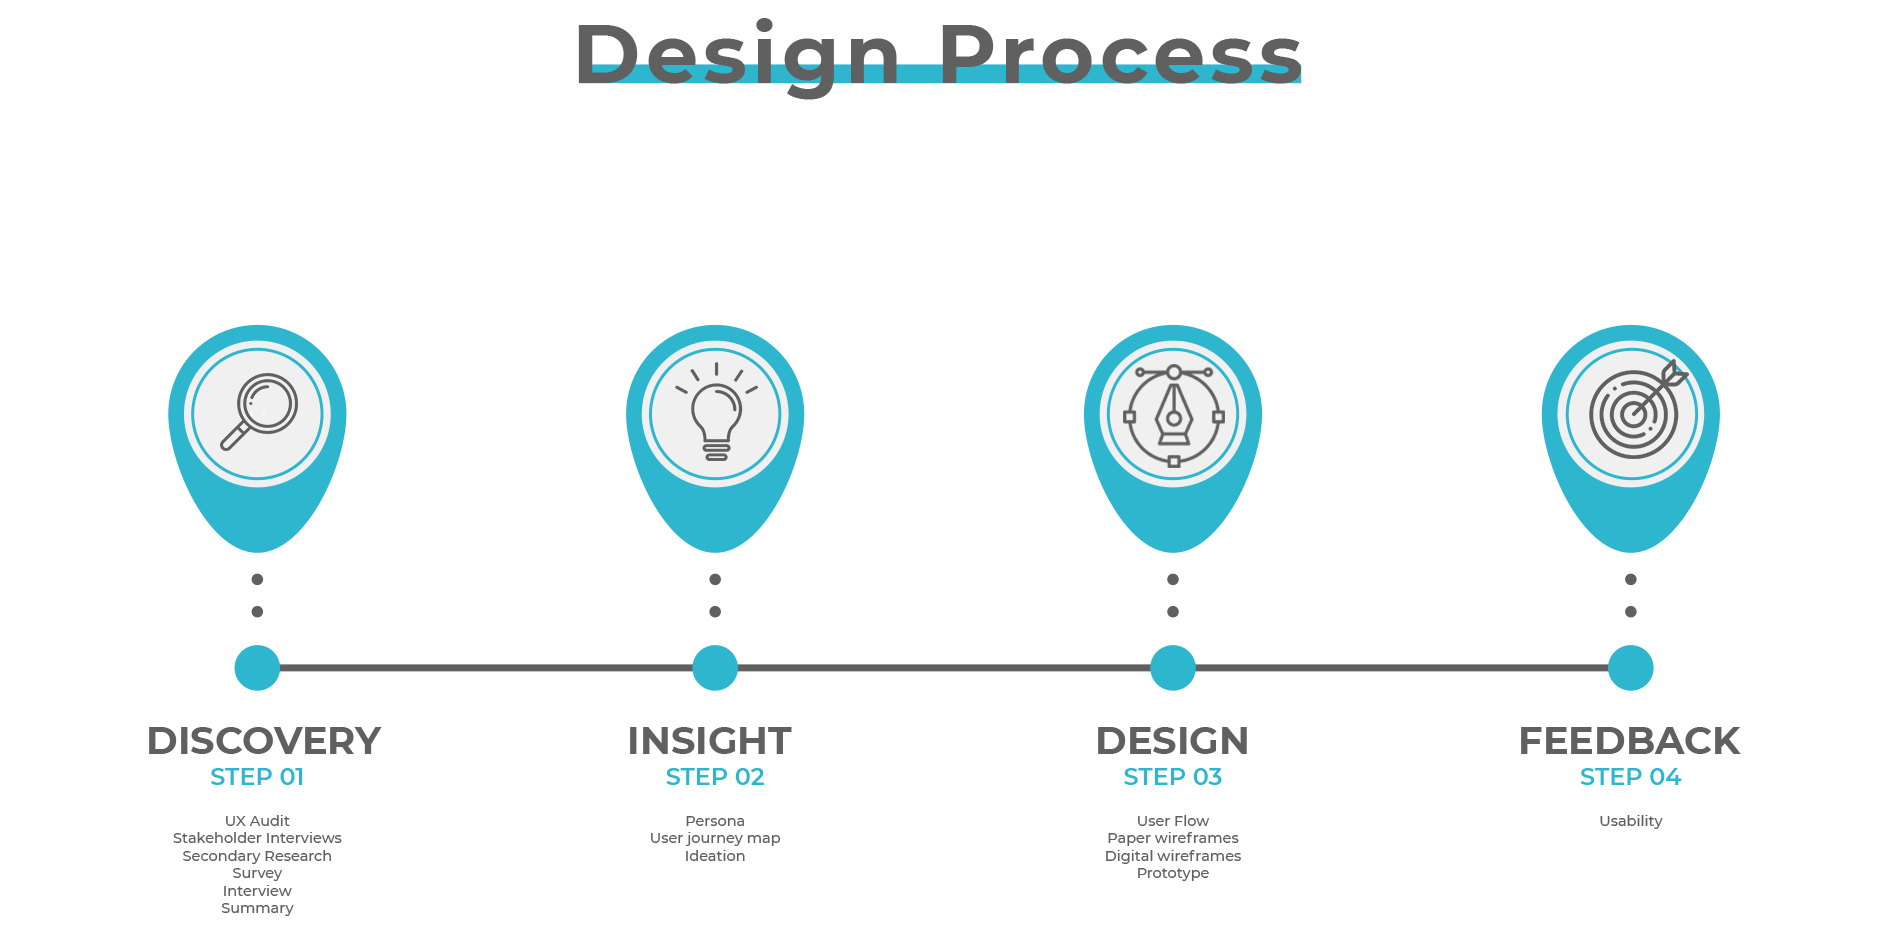 Design Process
DISCOVERY
STEP 01
UX Audit
Stakeholder Interviews
Secondary Research
Survey
Interview
Summary
INSIGHT
STEP 02
Persona
User journey map
Ideation
DESIGN
STEP 03
User Flow
Paper wireframes
Digital wireframes
Prototype
FEEDBACK
STEP 04
Usability